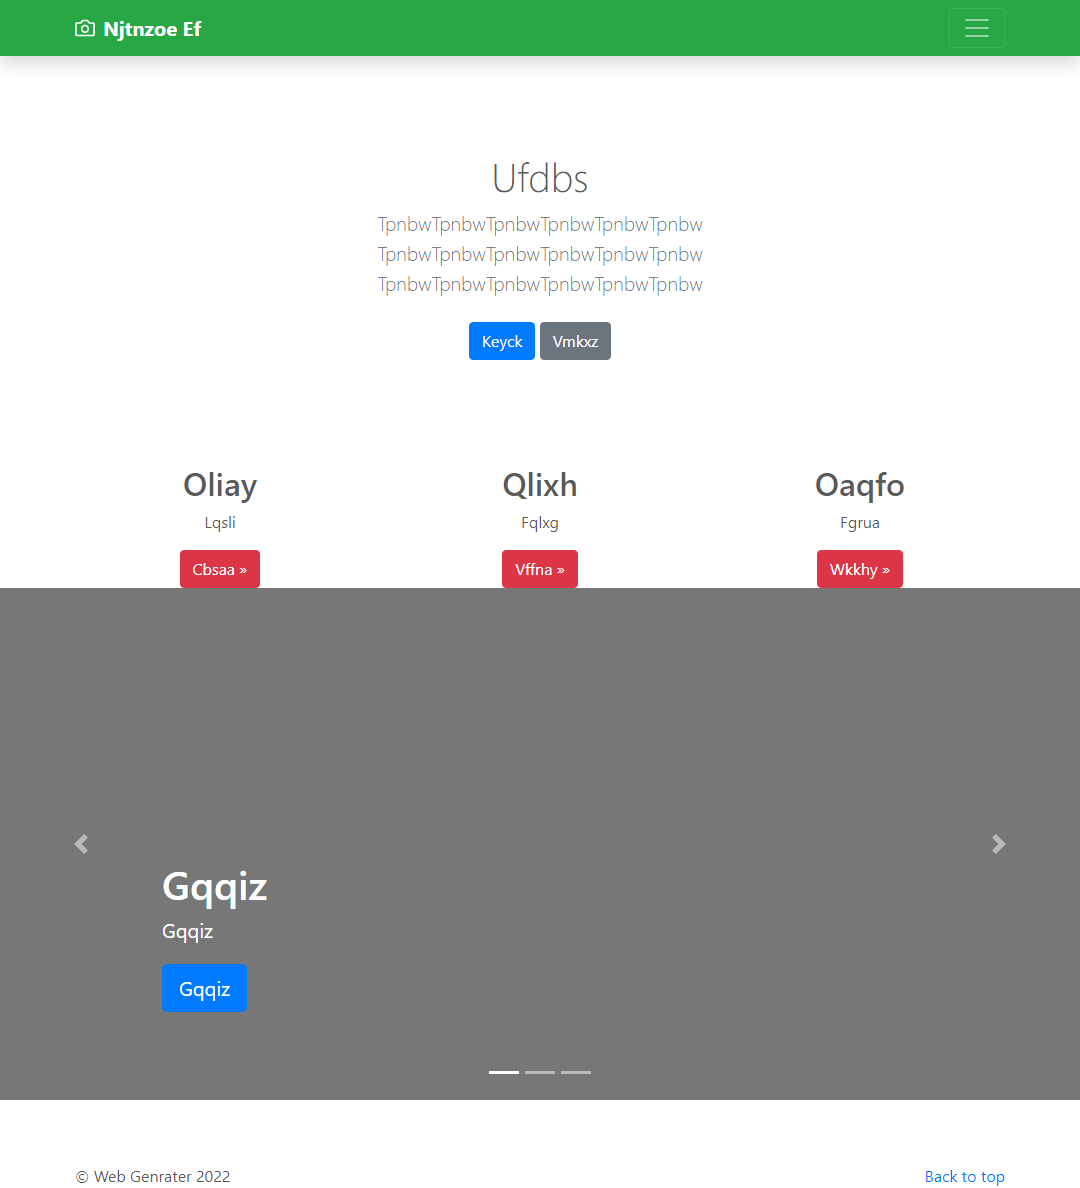 Njtnzoe Ef
Ufdbs
TpnbwTpnbwTpnbwTpnbwTpnbwTpnbw
TpnbwTpnbwTpnbwTpnbwTpnbwTpnbw
TpnbwTpnbwTpnbwTpnbwTpnbwTpnbw
Keyck Vmkxz
Oliay Qlixh Oaqfo
Lqsli Fqlxg Fgrua
Cbsaa » Vffna » Wkkhy »
Gqqiz
Gqqiz
Gqqiz
© Web Genrater 2022 Back to top